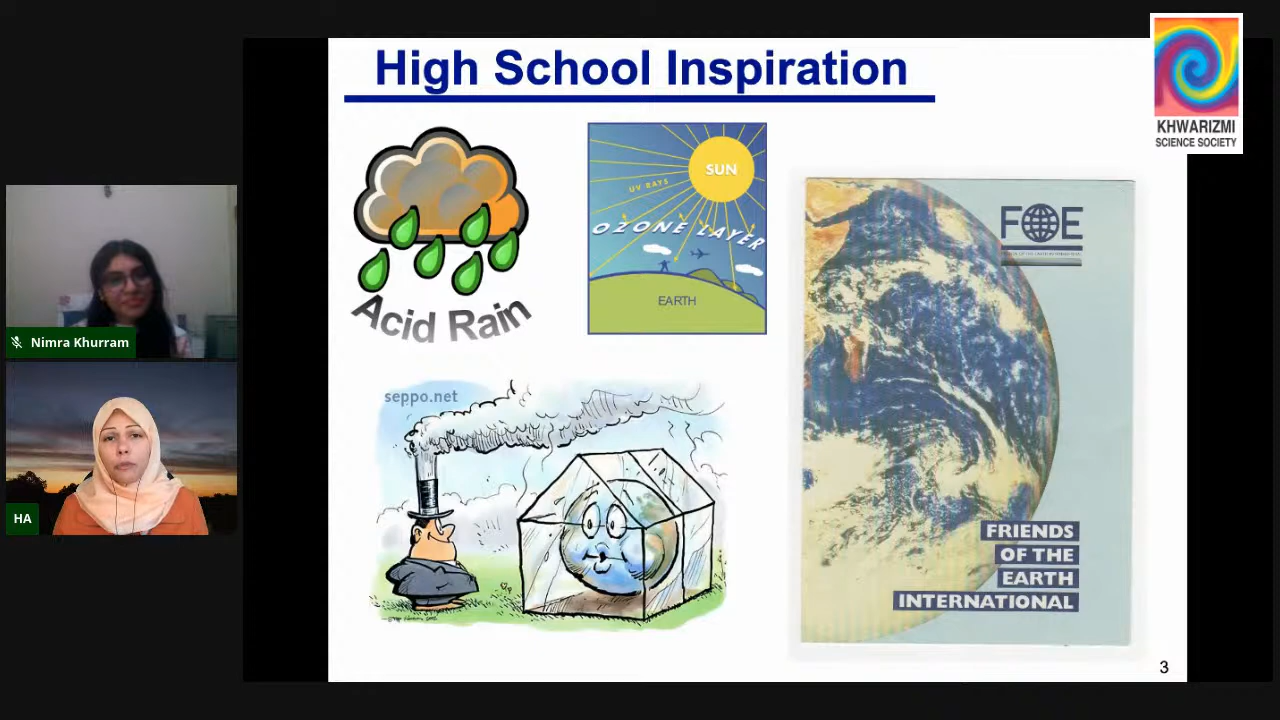 High School Inspiration
KHWARIZMI
SCIENCE SOCIETY
Acid Rain
SUN
UV RAYS
OZONE LAYER
EARTH
FOE
FRIENDS
OF THE
EARTH
INTERNATIONAL
seppo.net
Nimra Khurram
HA
3